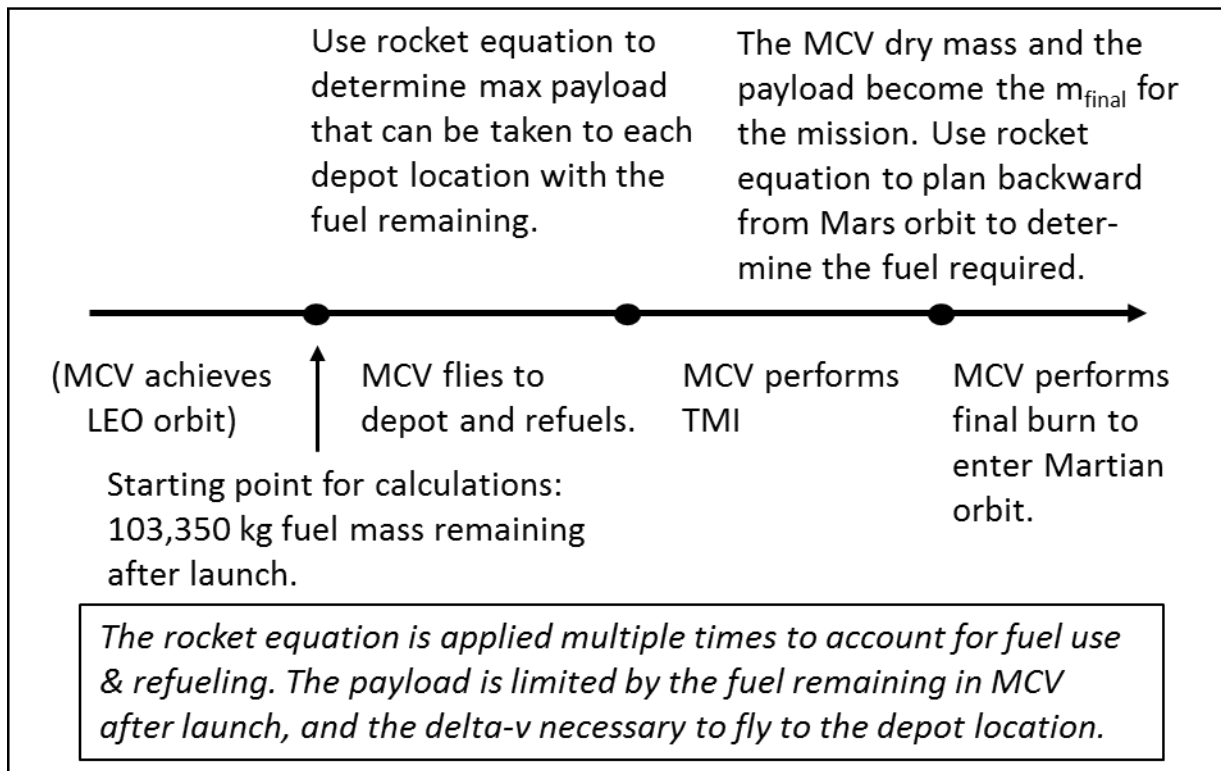 Use rocket equation to
determine max payload
that can be taken to each
depot location with the
fuel remaining.
The MCV dry mass and the
payload become the mfinal for
the mission. Use rocket
equation to plan backward
from Mars orbit to deter-
mine the fuel required.
(MCV achieves
LEO orbit)
MCV flies to
depot and refuels.
MCV performs
TMI
MCV performs
final burn to
enter Martian
orbit.
Starting point for calculations:
103,350 kg fuel mass remaining
after launch.
The rocket equation is applied multiple times to account for fuel use
& refueling. The payload is limited by the fuel remaining in MCV
after launch, and the delta-v necessary to fly to the depot location.